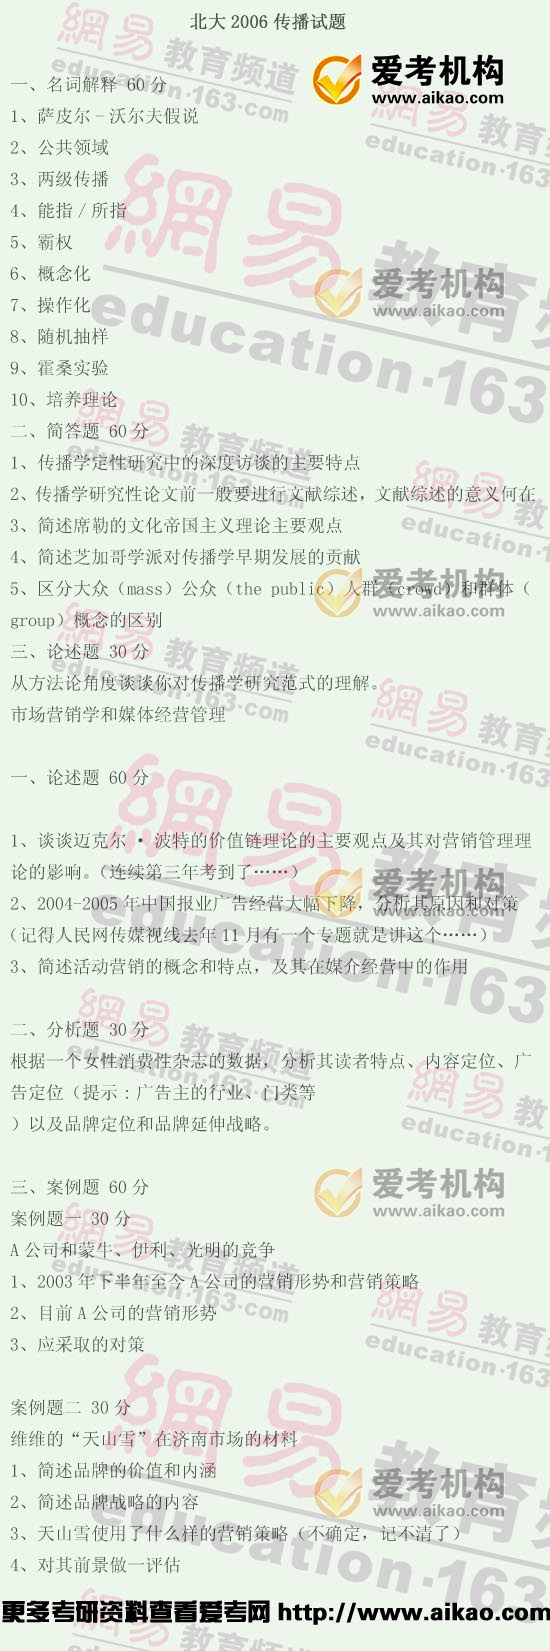 北大 2006 传播试题
爱考机构
www.aikao.com
一、名词解释 60 分
1、萨皮尔-沃尔夫假说
2、公共领域
3、两级传播
4、能指/所指
5、霸权
6、概念化
7、操作化
8、随机抽样
9、霍桑实验
10、培养理论
二、简答题 60 分
1、传播学定性研究中的深度访谈的主要特点
2、传播学研究性论文前一般要进行文献综述，文献综述的意义何在
3、简述席勒的文化帝国主义理论主要观点
4、简述芝加哥学派对传播学早期发展的贡献
5、区分大众（mass）公众（the public）人群（crowd）和群体（
group）概念的区别
三、论述题 30 分
从方法论角度谈谈你对传播学研究范式的理解。
市场营销学和媒体经营管理
一、论述题 60 分
1、谈谈迈克尔 • 波特的价值链理论的主要观点及其对营销管理理
论的影响。（连续第三年考到了……）
2、2004-2005 年中国报业广告经营大幅下降，分析其原因和对策
（记得人民网传媒视线去年 11 月有一个专题就是讲这个……）
3、简述活动营销的概念和特点，及其在媒介经营中的作用
二、分析题 30 分
根据一个女性消费性杂志的数据，分析其读者特点、内容定位、广
告定位（提示：广告主的行业、门类等
）以及品牌定位和品牌延伸战略。
三、案例题 60 分
案例题一 30 分
A 公司和蒙牛、伊利、光明的竞争
1、2003 年下半年至今 A 公司的营销形势和营销策略
2、目前 A 公司的营销形势
3、应采取的对策
案例题二 30 分
维维的“天山雪”在济南市场的材料
1、简述品牌的价值和内涵
2、简述品牌战略的内容
3、天山雪使用了什么样的营销策略（不确定，记不清了）
4、对其前景做一评估
更多考研资料查看爱考网 http://www.aikao.com
網易 教育频道
education·163.com